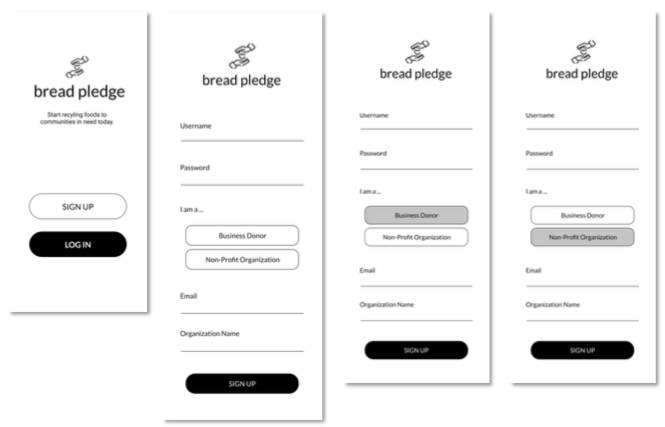 bread pledge
Start recyling foods to
communities in need today.
SIGN UP
LOG IN
bread pledge
Username
Password
I am a ...
Business Donor
Non-Profit Organization
Email
Organization Name
SIGN UP
bread pledge
Username
Password
I am a ...
Business Donor
Non-Profit Organization
Email
Organization Name
SIGN UP
bread pledge
Username
Password
I am a ...
Business Donor
Non-Profit Organization
Email
Organization Name
SIGN UP